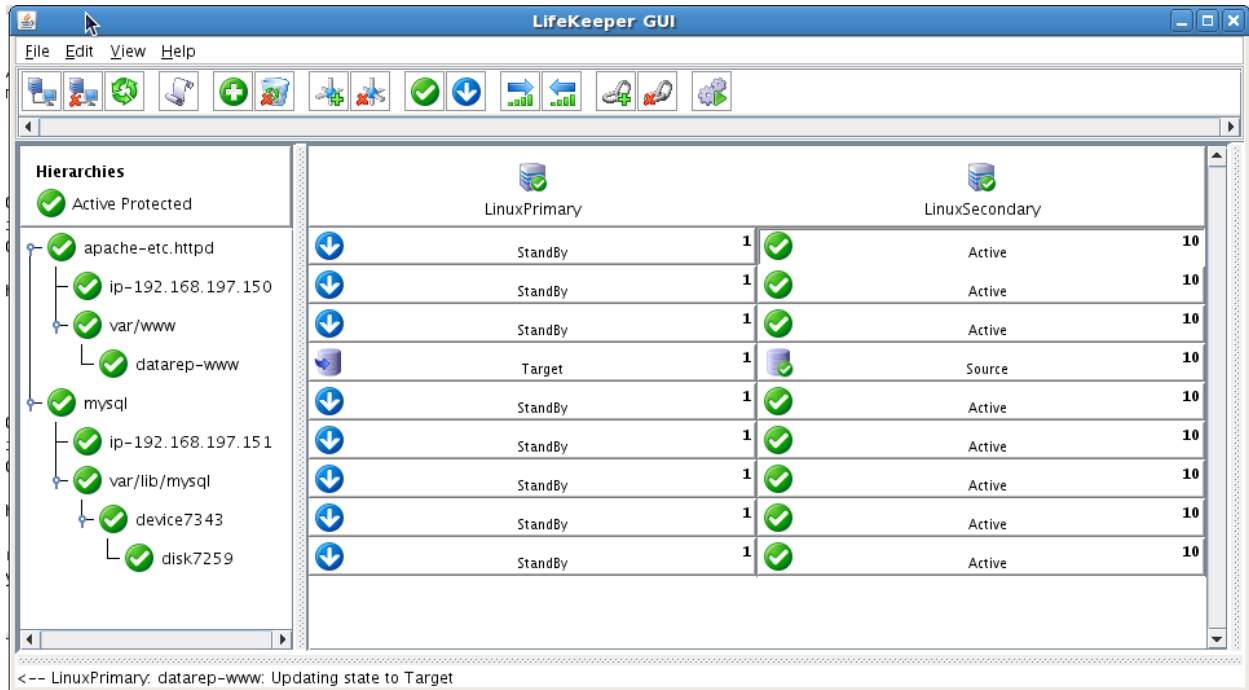 LifeKeeper GUI
File Edit View Help
Hierarchies
Active Protected
LinuxPrimary
LinuxSecondary
apache-etc.httpd
StandBy 1
Active 10
ip-192.168.197.150
StandBy 1
Active 10
var/www
StandBy 1
Active 10
datarep-www
Target 1
Source 10
mysql
StandBy 1
Active 10
ip-192.168.197.151
StandBy 1
Active 10
var/lib/mysql
StandBy 1
Active 10
device7343
StandBy 1
Active 10
disk7259
StandBy 1
Active 10
<-- LinuxPrimary: datarep-www: Updating state to Target